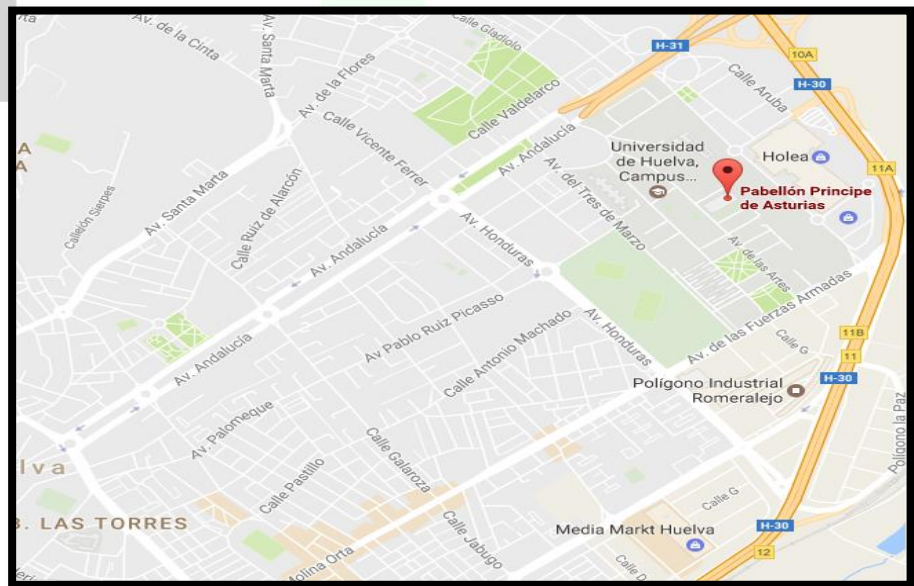 Calle Gladiolo
Av. de la Cinta
Av. Santa Marta
Av. de la Flores
H-31
10A
H-30
Calle Aruba
Calle Valdelarco
Calle Vicente Ferrer
Av. Andalucía
Universidad
de Huelva,
Campus...
Holea
11A
Pabellón Principe
de Asturias
Av. del Tres de Marzo
Callejón Sierpes
Av. Santa Marta
Calle Ruiz de Alarcón
Av. Andalucía
Av. Honduras
Av. de las Artes
Av. de las Fuerzas Armadas
Av Pablo Ruiz Picasso
Av. Honduras
Calle G
11B
11
H-30
Calle Antonio Machado
Av. Andalucía
Polígono Industrial
Romeralejo
Polígono la Paz
Av. Palomeque
Calle Galaroza
lva
Calle Pastillo
Calle G
B. LAS TORRES
Media Markt Huelva
H-30
12
Molina Orta
Calle Jabugo
Calle D